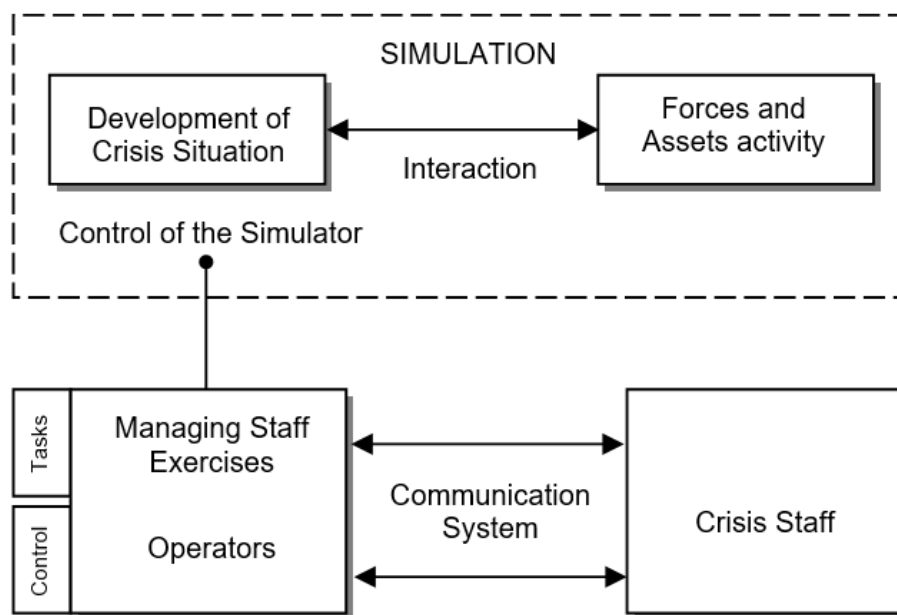 SIMULATION
Development of
Crisis Situation
Interaction
Forces and
Assets activity
Control of the Simulator
Tasks
Managing Staff
Exercises
Control
Operators
Communication
System
Crisis Staff